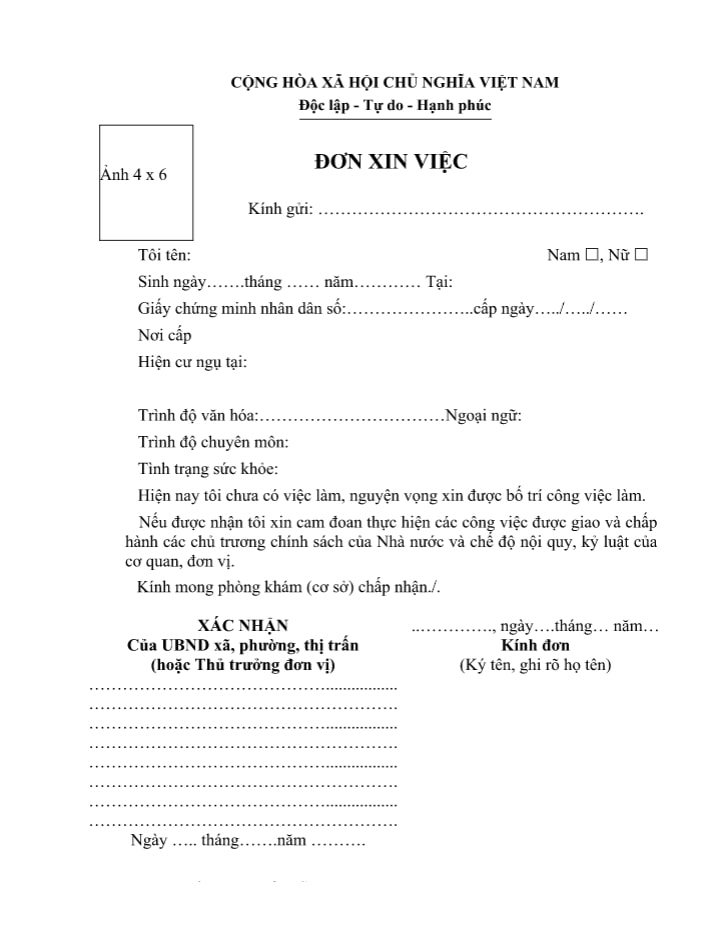 CỘNG HÒA XÃ HỘI CHỦ NGHĨA VIỆT NAM
Độc lập - Tự do - Hạnh phúc
Ảnh 4 x 6
ĐƠN XIN VIỆC
Kính gửi: ………………………………………………….
Tôi tên: Nam ☐, Nữ ☐
Sinh ngày…….tháng …… năm………… Tại:
Giấy chứng minh nhân dân số:…………………..cấp ngày…../…../……
Nơi cấp
Hiện cư ngụ tại:
Trình độ văn hóa:……………………………Ngoại ngữ:
Trình độ chuyên môn:
Tình trạng sức khỏe:
Hiện nay tôi chưa có việc làm, nguyện vọng xin được bố trí công việc làm.
Nếu được nhận tôi xin cam đoan thực hiện các công việc được giao và chấp
hành các chủ trương chính sách của Nhà nước và chế độ nội quy, kỷ luật của
cơ quan, đơn vị.
Kính mong phòng khám (cơ sở) chấp nhận./.
XÁC NHẬN
Của UBND xã, phường, thị trấn
(hoặc Thủ trưởng đơn vị)
……………………………………..................
……………………………………………….
……………………………………..................
……………………………………………….
……………………………………..................
……………………………………………….
……………………………………..................
……………………………………………….
Ngày ….. tháng…….năm ……….
..…………., ngày….tháng… năm…
Kính đơn
(Ký tên, ghi rõ họ tên)